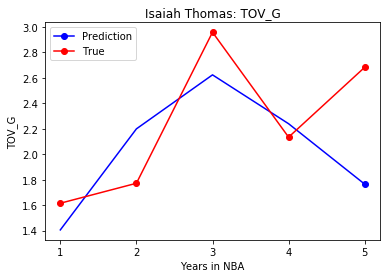 Isaiah Thomas: TOV_G
Prediction
True
3.0
2.8
2.6
2.4
2.2
2.0
1.8
1.6
1.4
TOV_G
1 2 3 4 5
Years in NBA